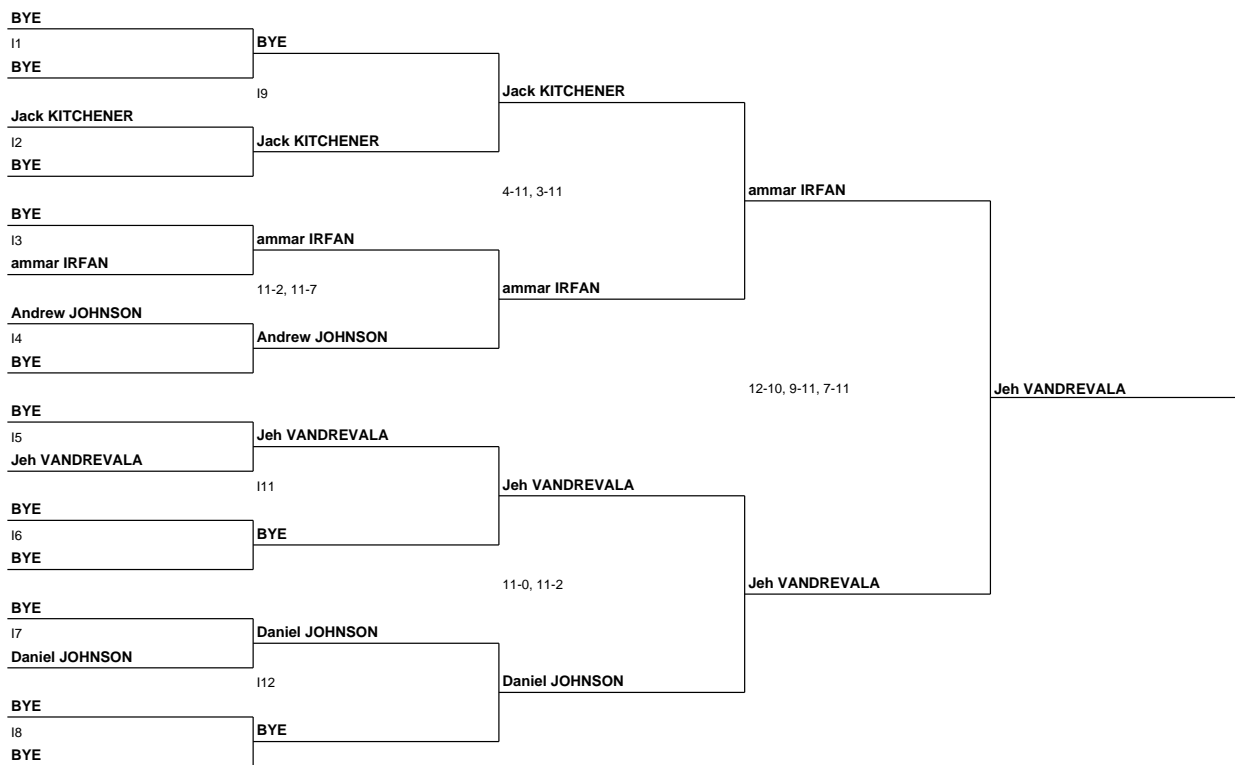 BYE
I1
BYE
BYE
I9
Jack KITCHENER
Jack KITCHENER
I2
Jack KITCHENER
BYE
4-11, 3-11
ammar IRFAN
BYE
I3
ammar IRFAN
ammar IRFAN
11-2, 11-7
ammar IRFAN
Andrew JOHNSON
I4
Andrew JOHNSON
BYE
12-10, 9-11, 7-11
Jeh VANDREVALA
BYE
I5
Jeh VANDREVALA
Jeh VANDREVALA
I11
Jeh VANDREVALA
BYE
I6
BYE
BYE
11-0, 11-2
Jeh VANDREVALA
BYE
I7
Daniel JOHNSON
Daniel JOHNSON
I12
Daniel JOHNSON
BYE
I8
BYE
BYE